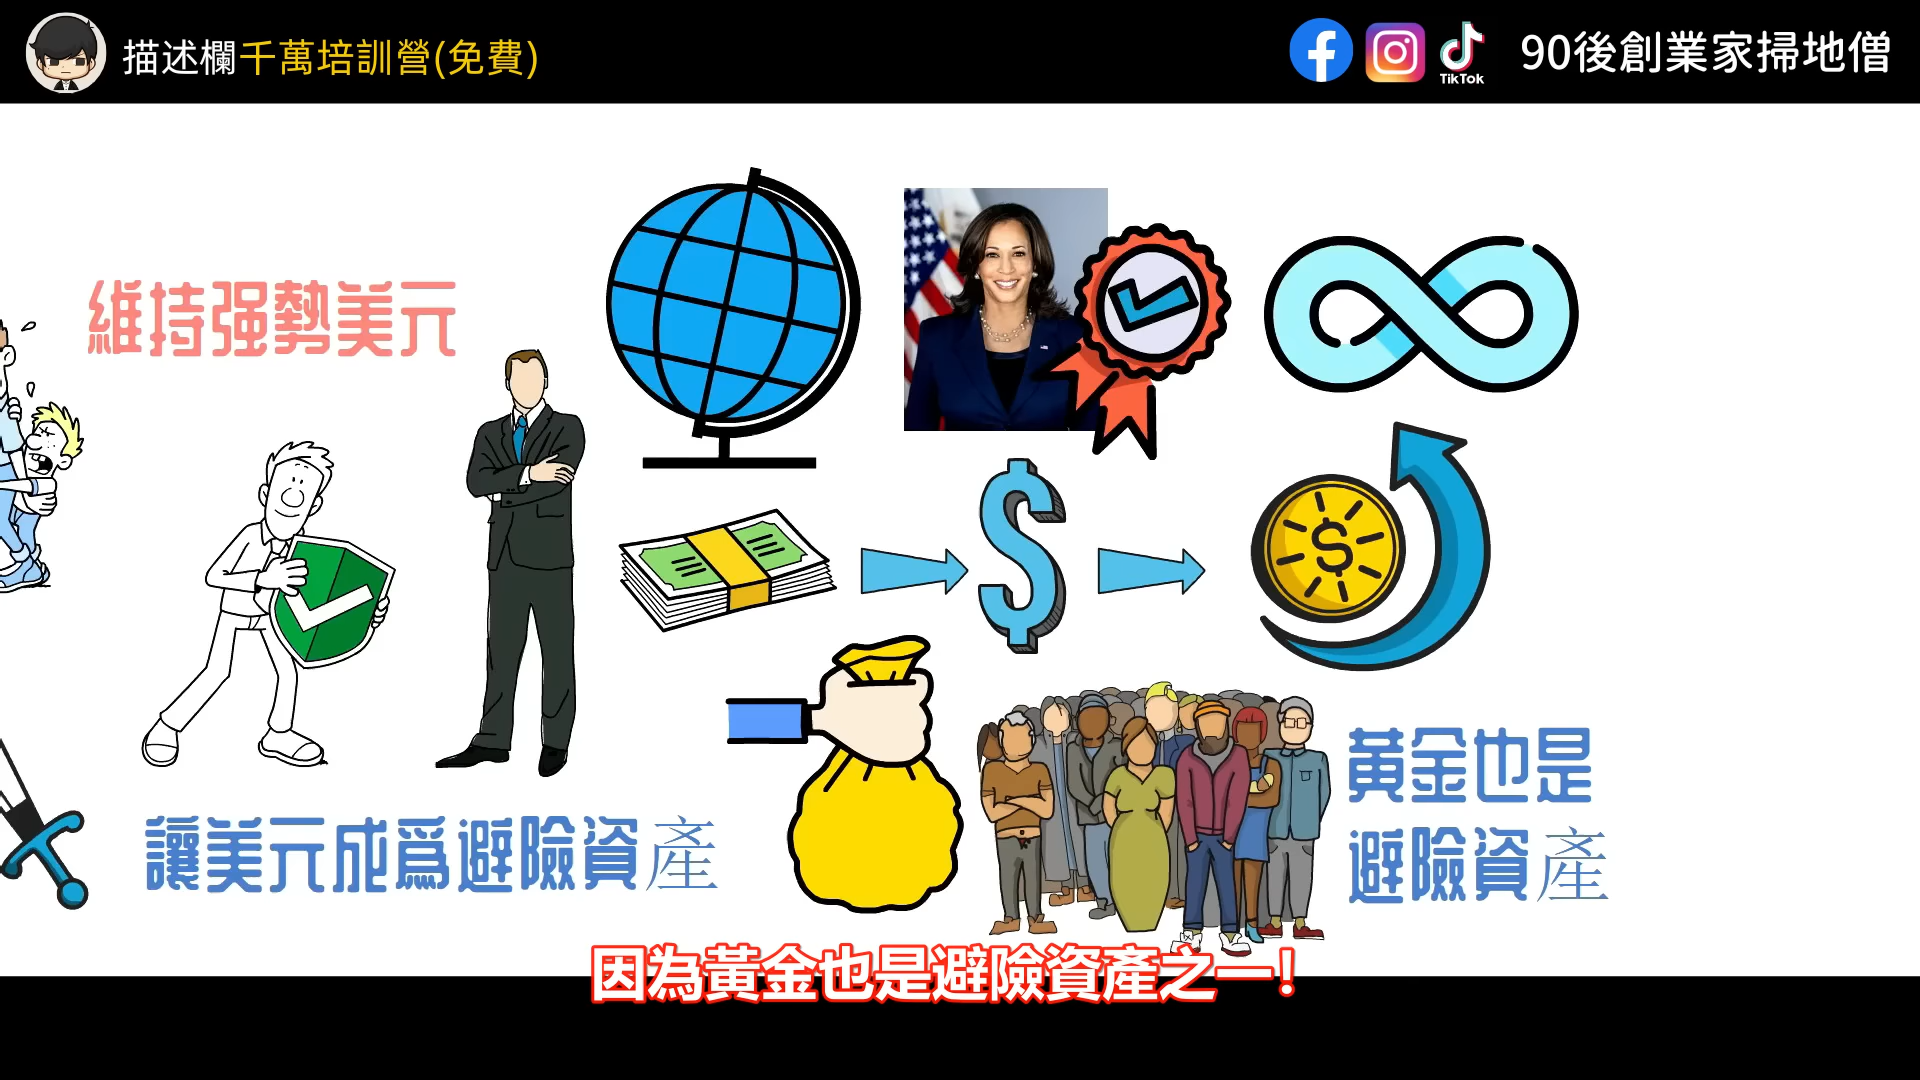 描述欄千萬培訓營(免費)
TikTok
90後創業家掃地僧
維持强勢美元
讓美元成爲避險資產
黃金也是
避險資產
因為黃金也是避險資產之一!